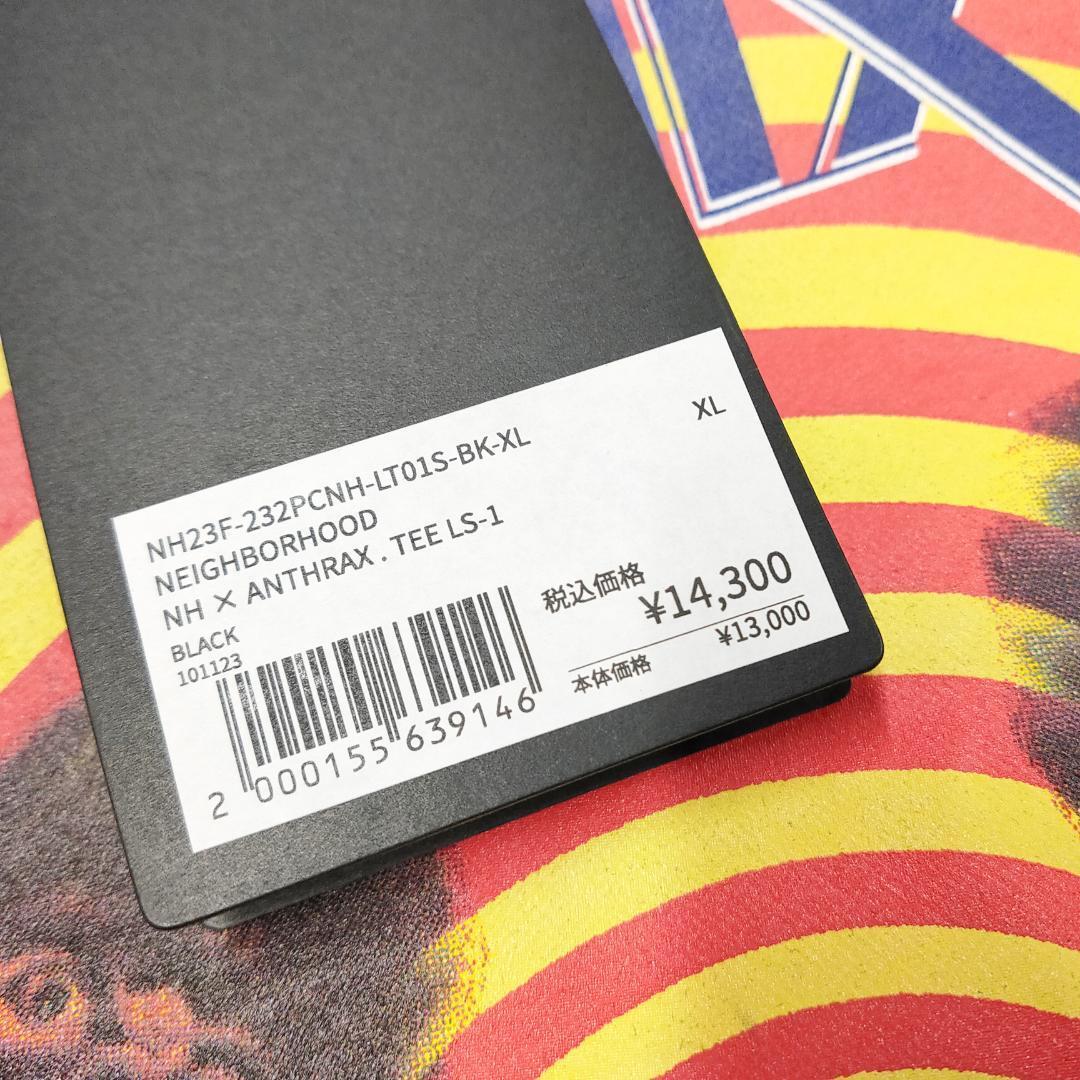 XL
NH23F-232PCNH-LT01S-BK-XL
NEIGHBORHOOD
NH × ANTHRAX . TEE LS-1
BLACK
101123
税込価格 ¥14,300
本体価格 ¥13,000
2 000155 639146